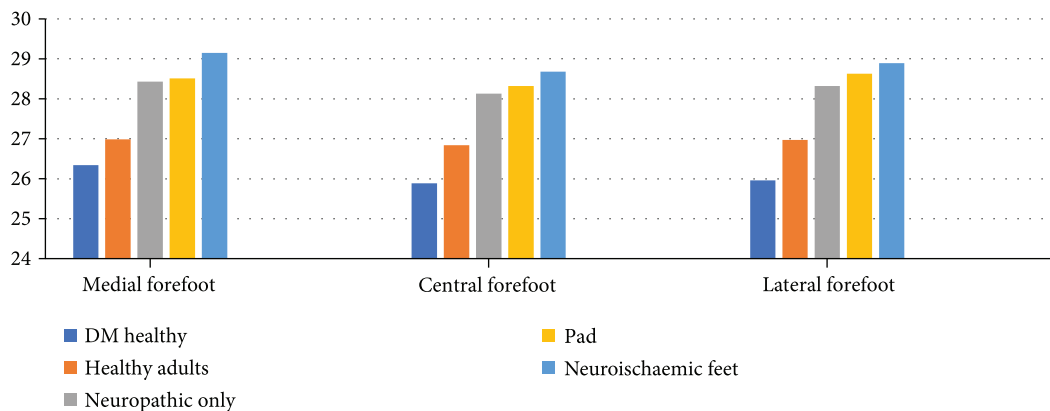 30
29
28
27
26
25
24
Medial forefoot
Central forefoot
Lateral forefoot
DM healthy
Healthy adults
Neuropathic only
Pad
Neuroischaemic feet